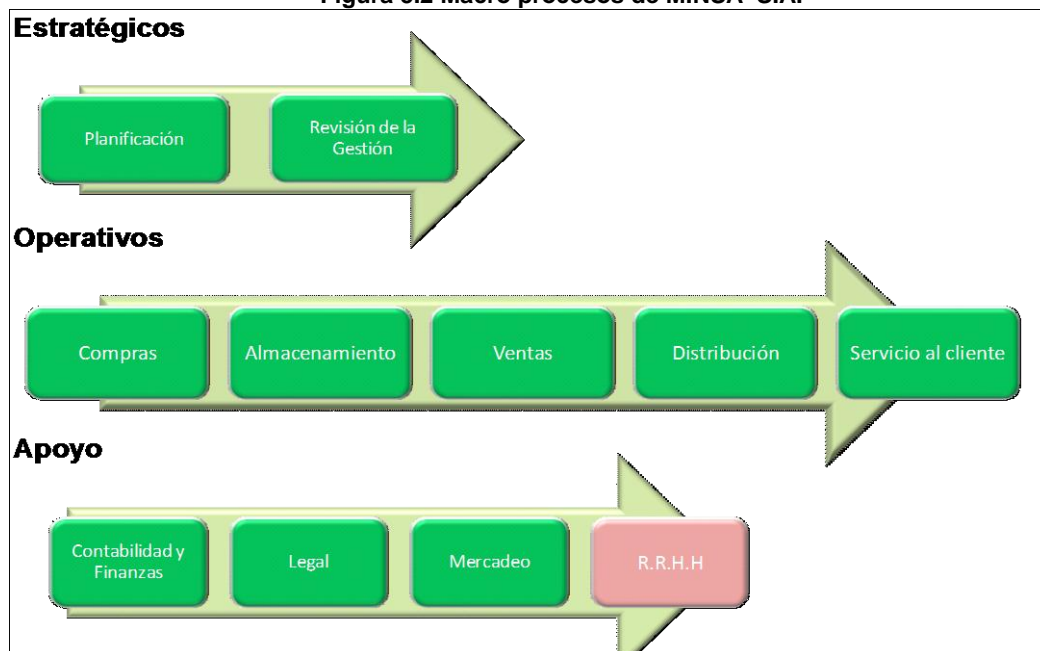 Estratégicos
Planificación
Revisión de la
Gestión
Operativos
Compras
Almacenamiento
Ventas
Distribución
Servicio al cliente
Apoyo
Contabilidad y
Finanzas
Legal
Mercadeo
R.R.H.H